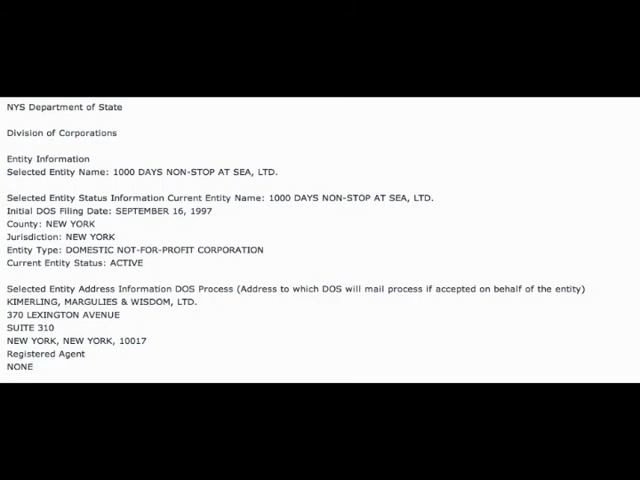 NYS Department of State
Division of Corporations
Entity Information
Selected Entity Name: 1000 DAYS NON-STOP AT SEA, LTD.
Selected Entity Status Information Current Entity Name: 1000 DAYS NON-STOP AT SEA, LTD.
Initial DOS Filing Date: SEPTEMBER 16, 1997
County: NEW YORK
Jurisdiction: NEW YORK
Entity Type: DOMESTIC NOT-FOR-PROFIT CORPORATION
Current Entity Status: ACTIVE
Selected Entity Address Information DOS Process (Address to which DOS will mail process if accepted on behalf of the entity)
KIMERLING, MARGULIES & WISDOM, LTD.
370 LEXINGTON AVENUE
SUITE 310
NEW YORK, NEW YORK, 10017
Registered Agent
NONE